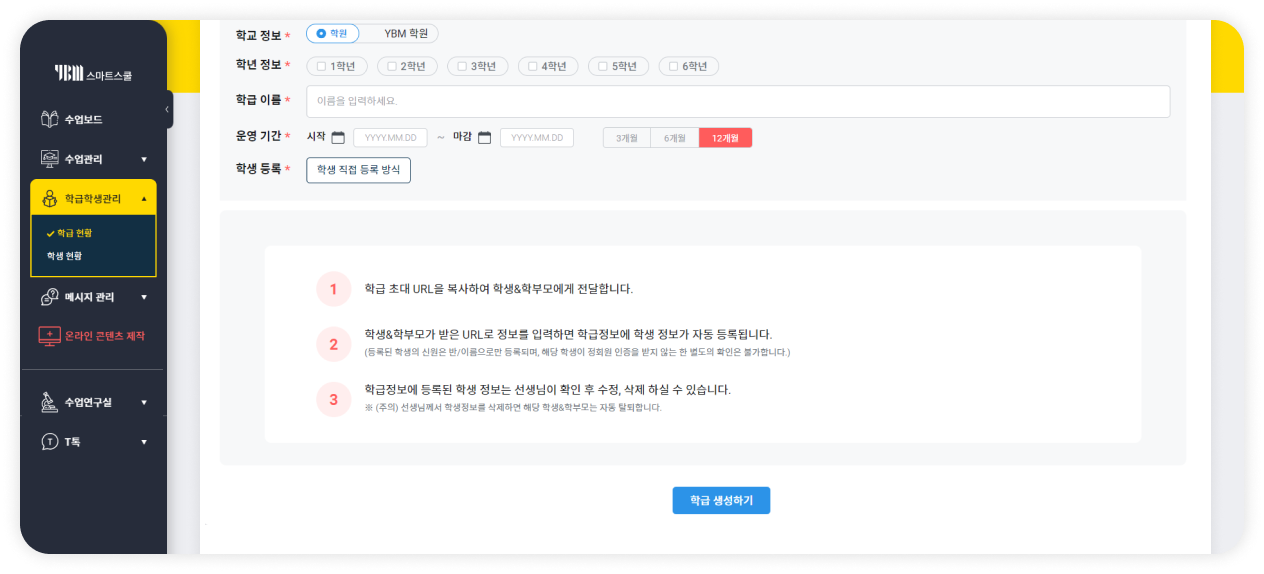 YBM 스마트스쿨
수업보드
수업관리 ▼
학급학생관리 ▲
✓ 학급 현황
학생 현황
메시지 관리 ▼
온라인 콘텐츠 제작
수업연구실 ▼
T톡 ▼
학교 정보 * 학원 YBM 학원
학년 정보 * 1학년 2학년 3학년 4학년 5학년 6학년
학급 이름 * 이름을 입력하세요.
운영 기간 * 시작 YYYY.MM.DD ~ 마감 YYYY.MM.DD 3개월 6개월 12개월
학생 등록 * 학생 직접 등록 방식
1 학급 초대 URL을 복사하여 학생&학부모에게 전달합니다.
2 학생&학부모가 받은 URL로 정보를 입력하면 학급정보에 학생 정보가 자동 등록됩니다.
(등록된 학생의 신원은 반/이름으로만 등록되며, 해당 학생이 정회원 인증을 받지 않는 한 별도의 확인은 불가합니다.)
3 학급정보에 등록된 학생 정보는 선생님이 확인 후 수정, 삭제 하실 수 있습니다.
※ (주의) 선생님께서 학생정보를 삭제하면 해당 학생&학부모는 자동 탈퇴합니다.
학급 생성하기